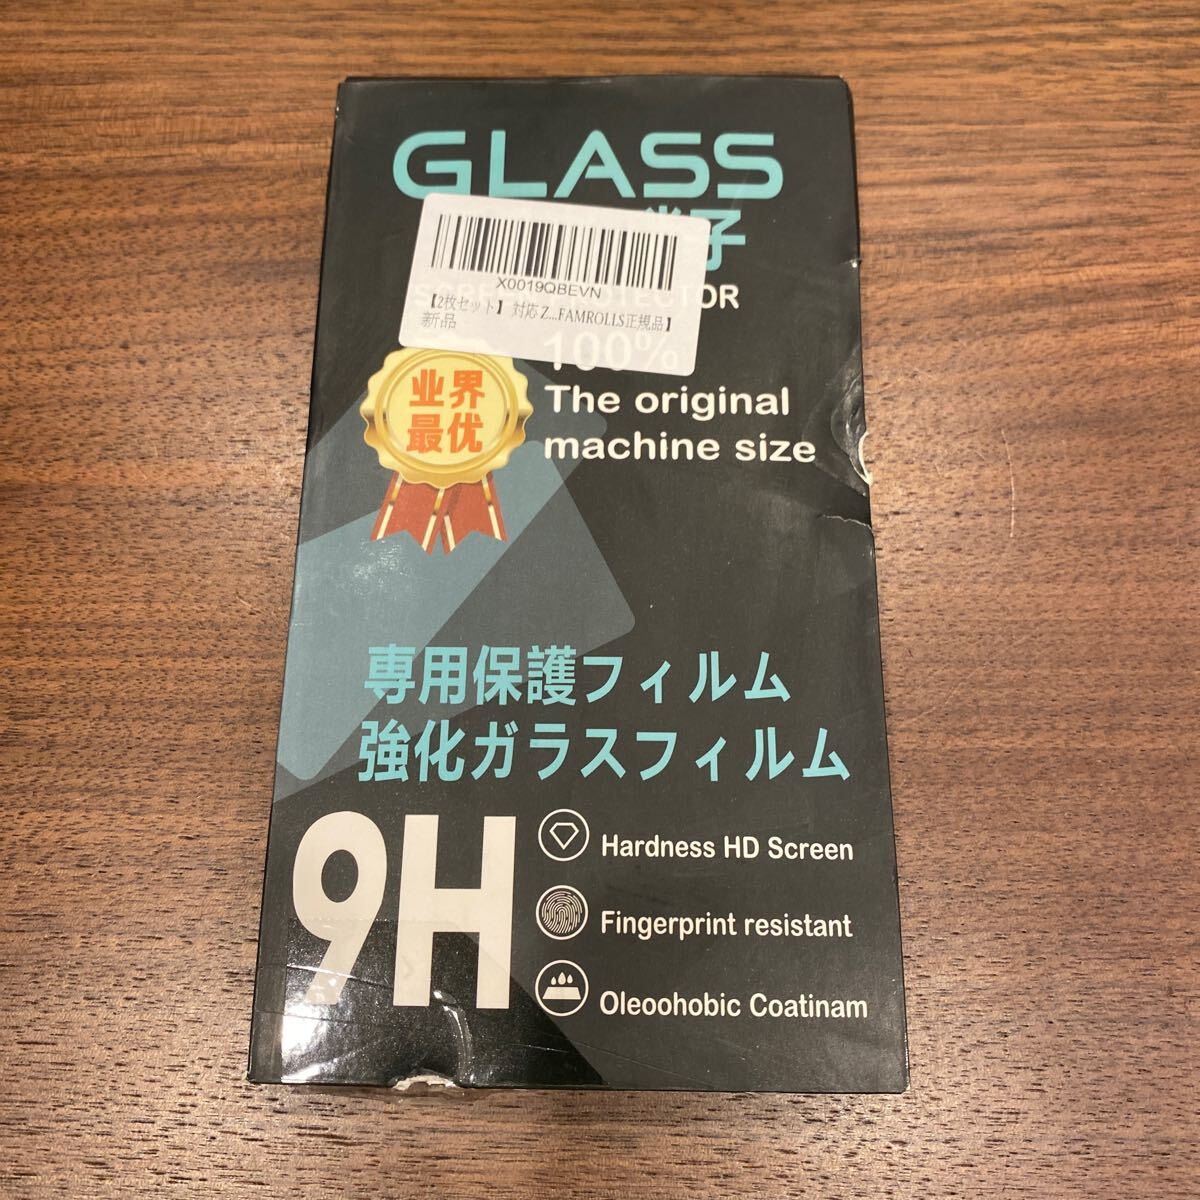 GLASS
子
X0019QBEVN
【2枚セット】 対応 Z...FAMROLLS正規品】
新品
100%
The original
machine size
业界
最优
専用保護フィルム
強化ガラスフィルム
9H
Hardness HD Screen
Fingerprint resistant
Oleoohobic Coatinam